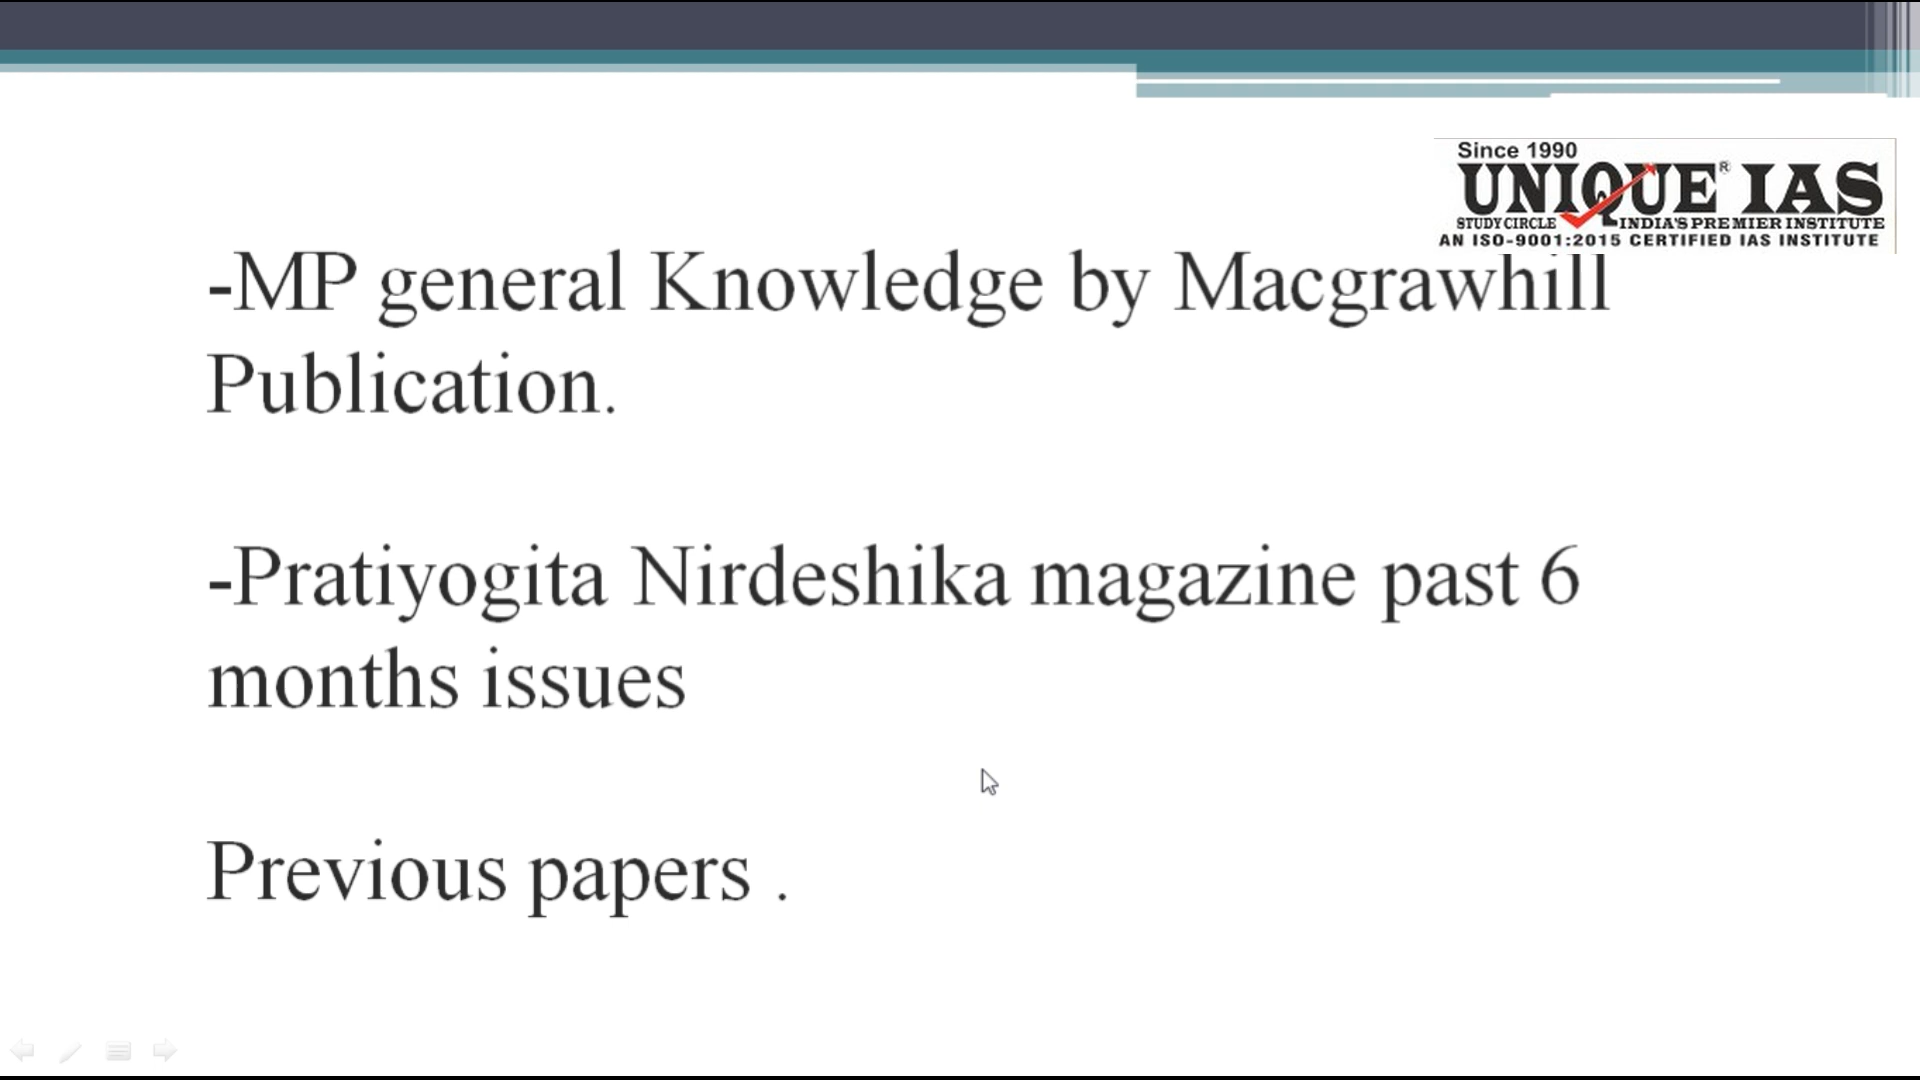 Since 1990
UNIQUE® IAS
STUDY CIRCLE INDIA'S PREMIER INSTITUTE
AN ISO-9001:2015 CERTIFIED IAS INSTITUTE
-MP general Knowledge by Macgrawhill
Publication.
-Pratiyogita Nirdeshika magazine past 6
months issues
Previous papers .